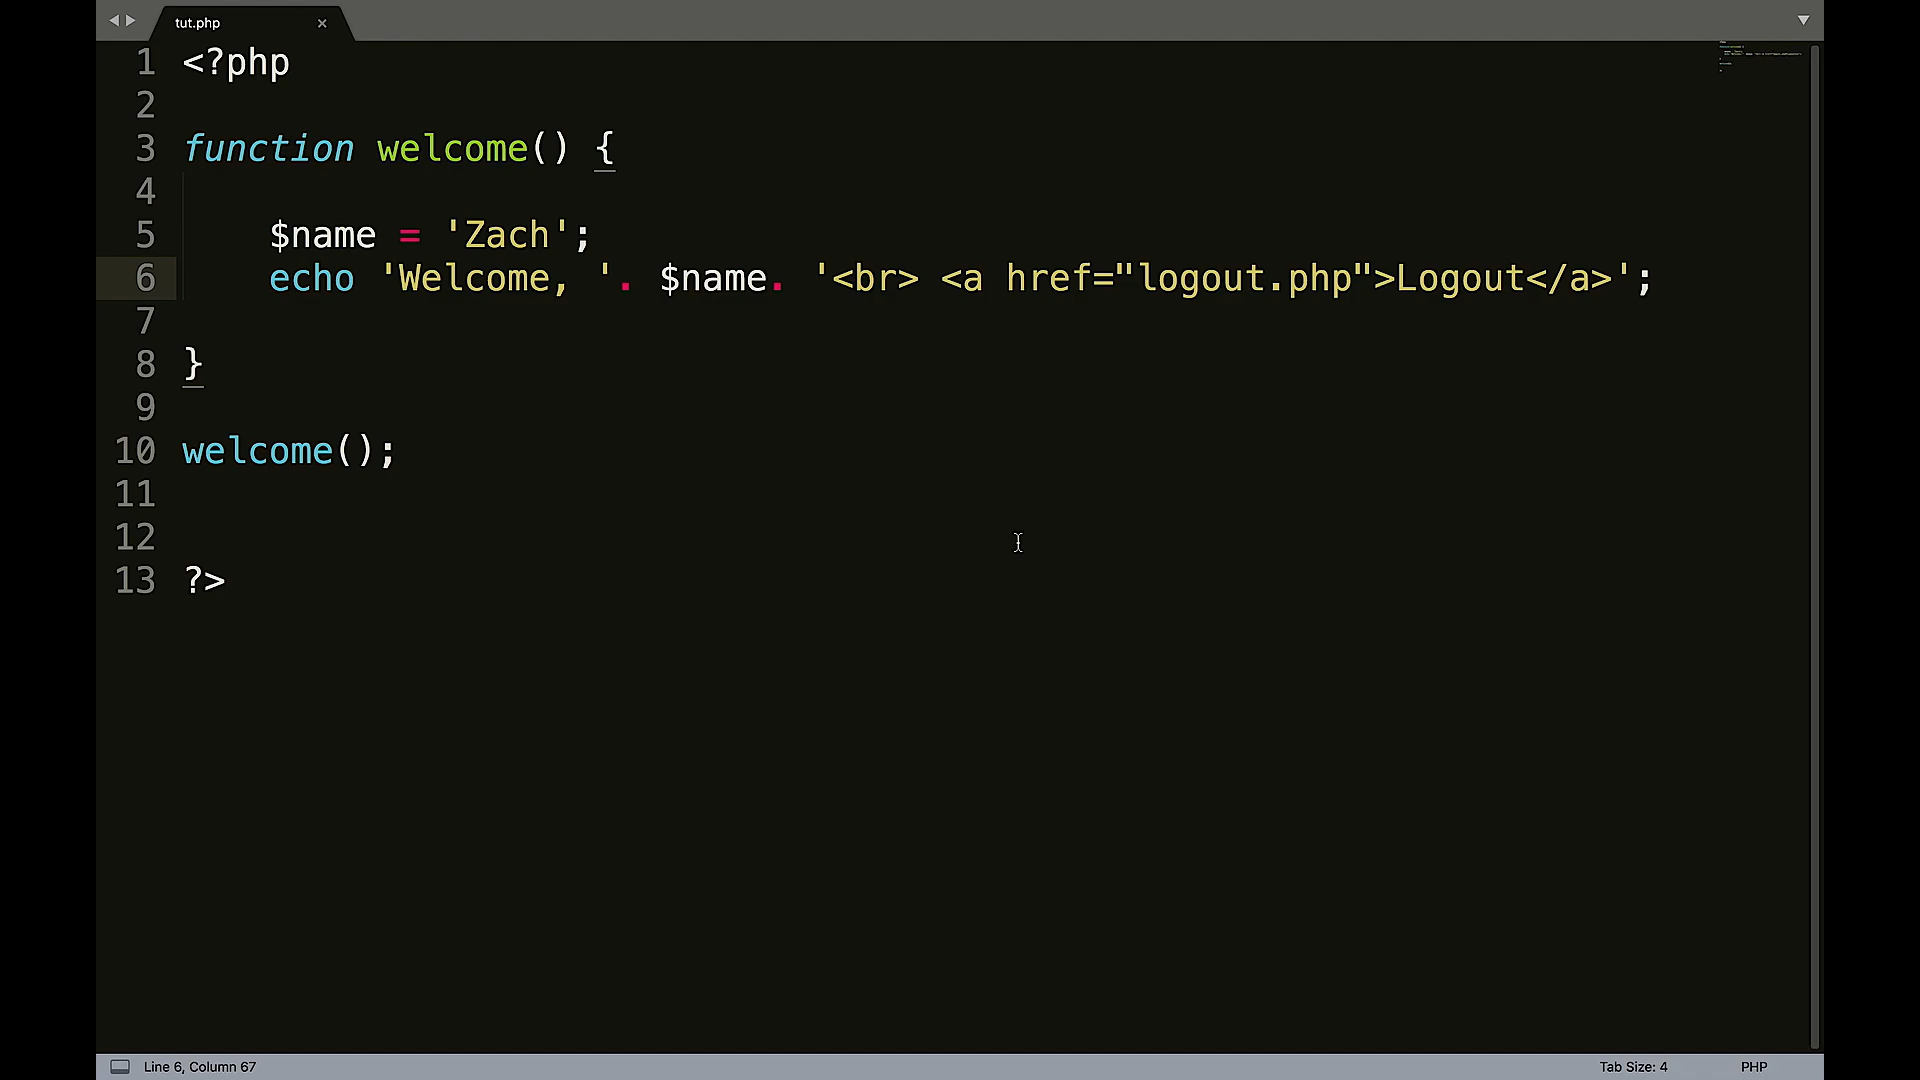 tut.php ×
1 <?php
2
3 function welcome() {
4
5 $name = 'Zach';
6 echo 'Welcome, '. $name. '<br> <a href="logout.php">Logout</a>';
7
8 }
9
10 welcome();
11
12
13 ?>
Line 6, Column 67 Tab Size: 4 PHP